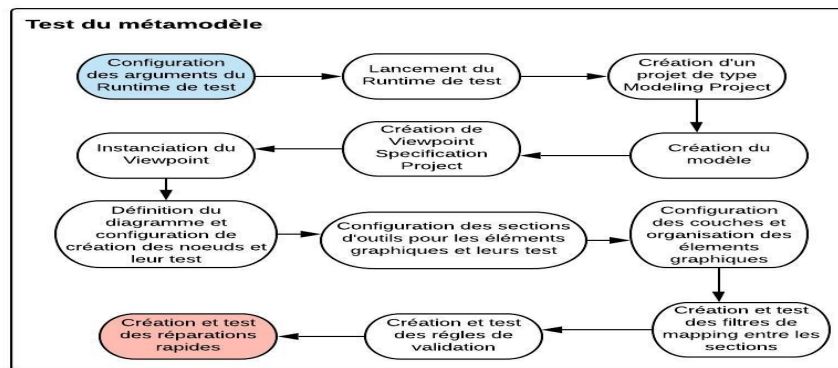 Test du métamodèle
Configuration
des arguments du
Runtime de test
Lancement du
Runtime de test
Création d'un
projet de type
Modeling Project
Création du
modèle
Création de
Viewpoint
Specification
Project
Instanciation du
Viewpoint
Définition du
diagramme et
configuration de
création des noeuds et
leur test
Configuration des sections
d'outils pour les éléments
graphiques et leurs test
Configuration
des couches et
organisation des
élements
graphiques
Création et test
des filtres de
mapping entre les
sections
Création et test
des régles de
validation
Création et test
des réparations
rapides